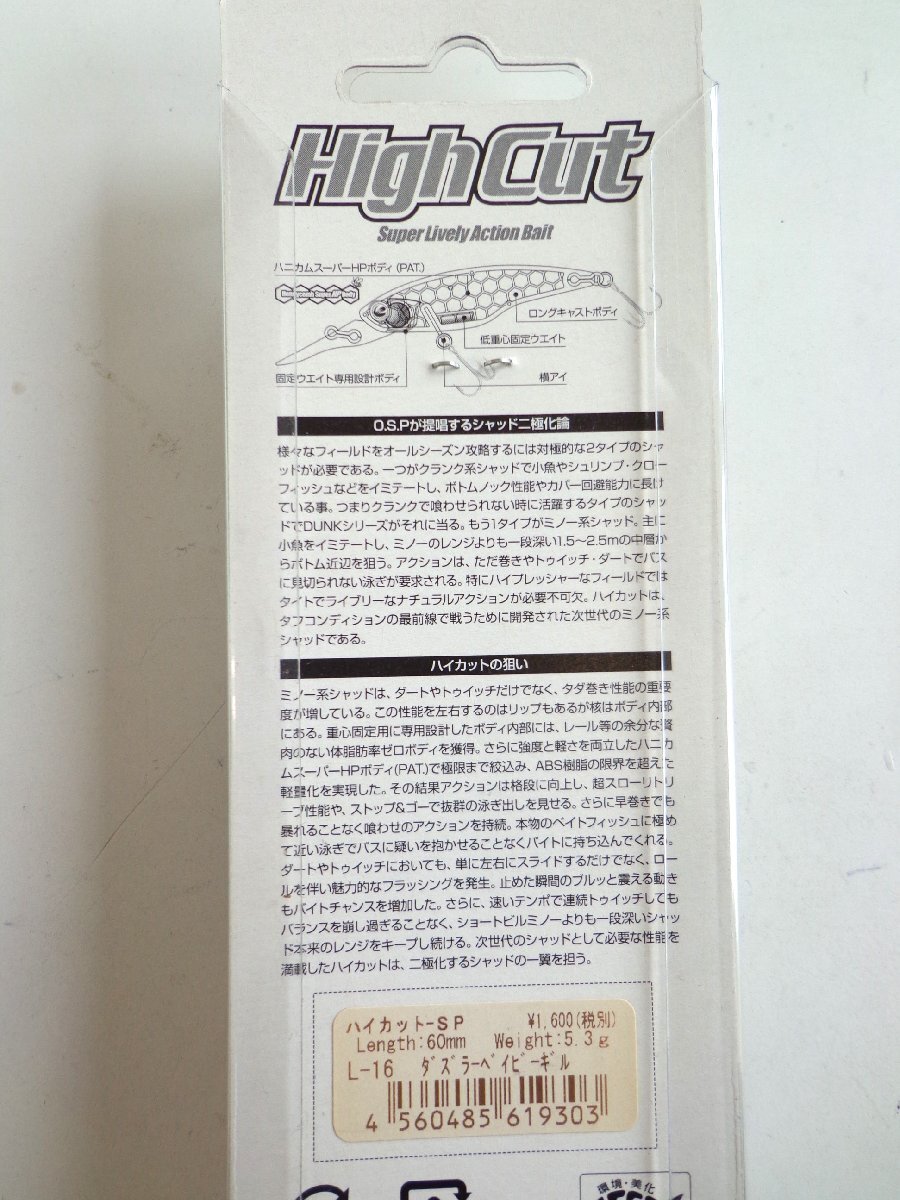 High Cut
Super Lively Action Bait
ハニカムスーパーHPボディ(PAT.)
ロングキャストボディ
低重心固定ウエイト
固定ウエイト専用設計ボディ
横アイ
O.S.Pが提唱するシャッド二極化論
様々なフィールドをオールシーズン攻略するには対極的な2タイプのシャ
ッドが必要である。一つがクランク系シャッドで小魚やシュリンプ・クロー
フィッシュなどをイミテートし、ボトムノック性能やカバー回避能力に長け
ている事。つまりクランクで喰わせられない時に活躍するタイプのシャッ
ドでDUNKシリーズがそれに当る。もう1タイプがミノー系シャッド。主に
小魚をイミテートし、ミノーのレンジよりも一段深い1.5〜2.5mの中層か
らボトム近辺を狙う。アクションは、ただ巻きやトゥイッチ・ダートでバス
に見切られない泳ぎが要求される。特にハイプレッシャーなフィールドでは
タイトでライブリーなナチュラルアクションが必要不可欠。ハイカットは、
タフコンディションの最前線で戦うために開発された次世代のミノー系
シャッドである。
ハイカットの狙い
ミノー系シャッドは、ダートやトゥイッチだけでなく、タダ巻き性能の重要
度が増している。この性能を左右するのはリップもあるが核はボディ内部
にある。重心固定用に専用設計したボディ内部には、レール等の余分な贅
肉のない体脂肪率ゼロボディを獲得。さらに強度と軽さを両立したハニカ
ムスーパーHPボディ(PAT.)で極限まで絞込み、ABS樹脂の限界を超えた
軽量化を実現した。その結果アクションは格段に向上し、超スローリトリ
ーブ性能や、ストップ&ゴーで抜群の泳ぎ出しを見せる。さらに早巻きでも
暴れることなく喰わせのアクションを持続。本物のベイトフィッシュに極め
て近い泳ぎでバスに疑いを抱かせることなくバイトに持ち込んでくれる。
ダートやトゥイッチにおいても、単に左右にスライドするだけでなく、ロー
ルを伴い魅力的なフラッシングを発生。止めた瞬間のプルッと震える動き
もバイトチャンスを増加した。さらに、速いテンポで連続トゥイッチしても
バランスを崩し過ぎることなく、ショートビルミノーよりも一段深いシャッ
ド本来のレンジをキープし続ける。次世代のシャッドとして必要な性能を
満載したハイカットは、二極化するシャッドの一翼を担う。
ハイカット-SP ¥1,600(税別)
Length:60mm Weight:5.3g
L-16 ﾀﾞｽﾞﾗｰﾍﾞｲﾋﾞｰｷﾞﾙ
4 560485 619303
環境・美化